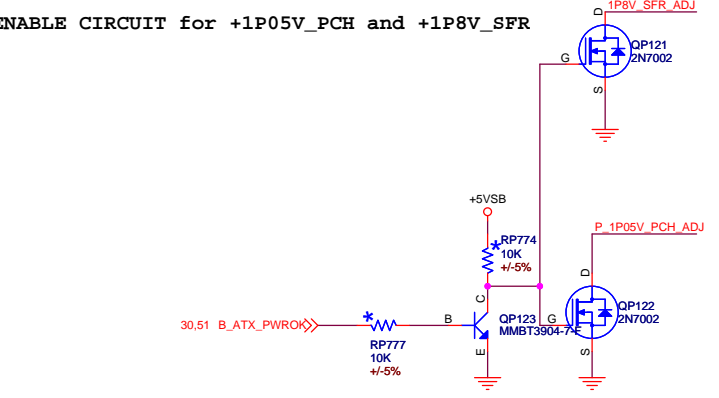 1P8V_SFR_ADJ
ENABLE CIRCUIT for +1P05V_PCH and +1P8V_SFR
D
QP121
G
2N7002
S
+5VSB
P_1P05V_PCH_ADJ
*
RP774
10K
+/-5%
D
C
QP122
30,51 B_ATX_PWROK
*
B
QP123
G
2N7002
MMBT3904-7-F
RP777
E
S
10K
+/-5%